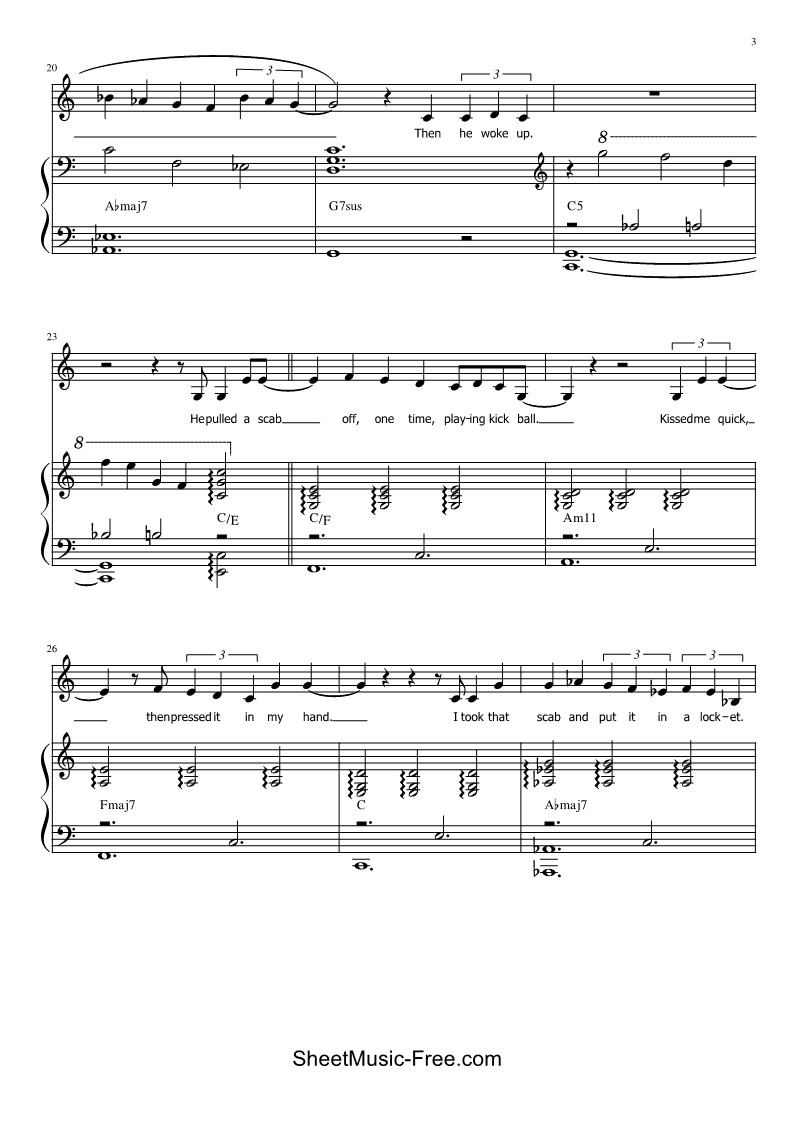 3
20
3
3
Then he woke up.
8
A♭maj7 G7sus C5
23
3
He pulled a scab off, one time, play-ing kick ball. Kissed me quick,
8
C/E C/F Am11
26
3
3
3
then pressed it in my hand. I took that scab and put it in a lock-et.
Fmaj7 C A♭maj7
SheetMusic-Free.com